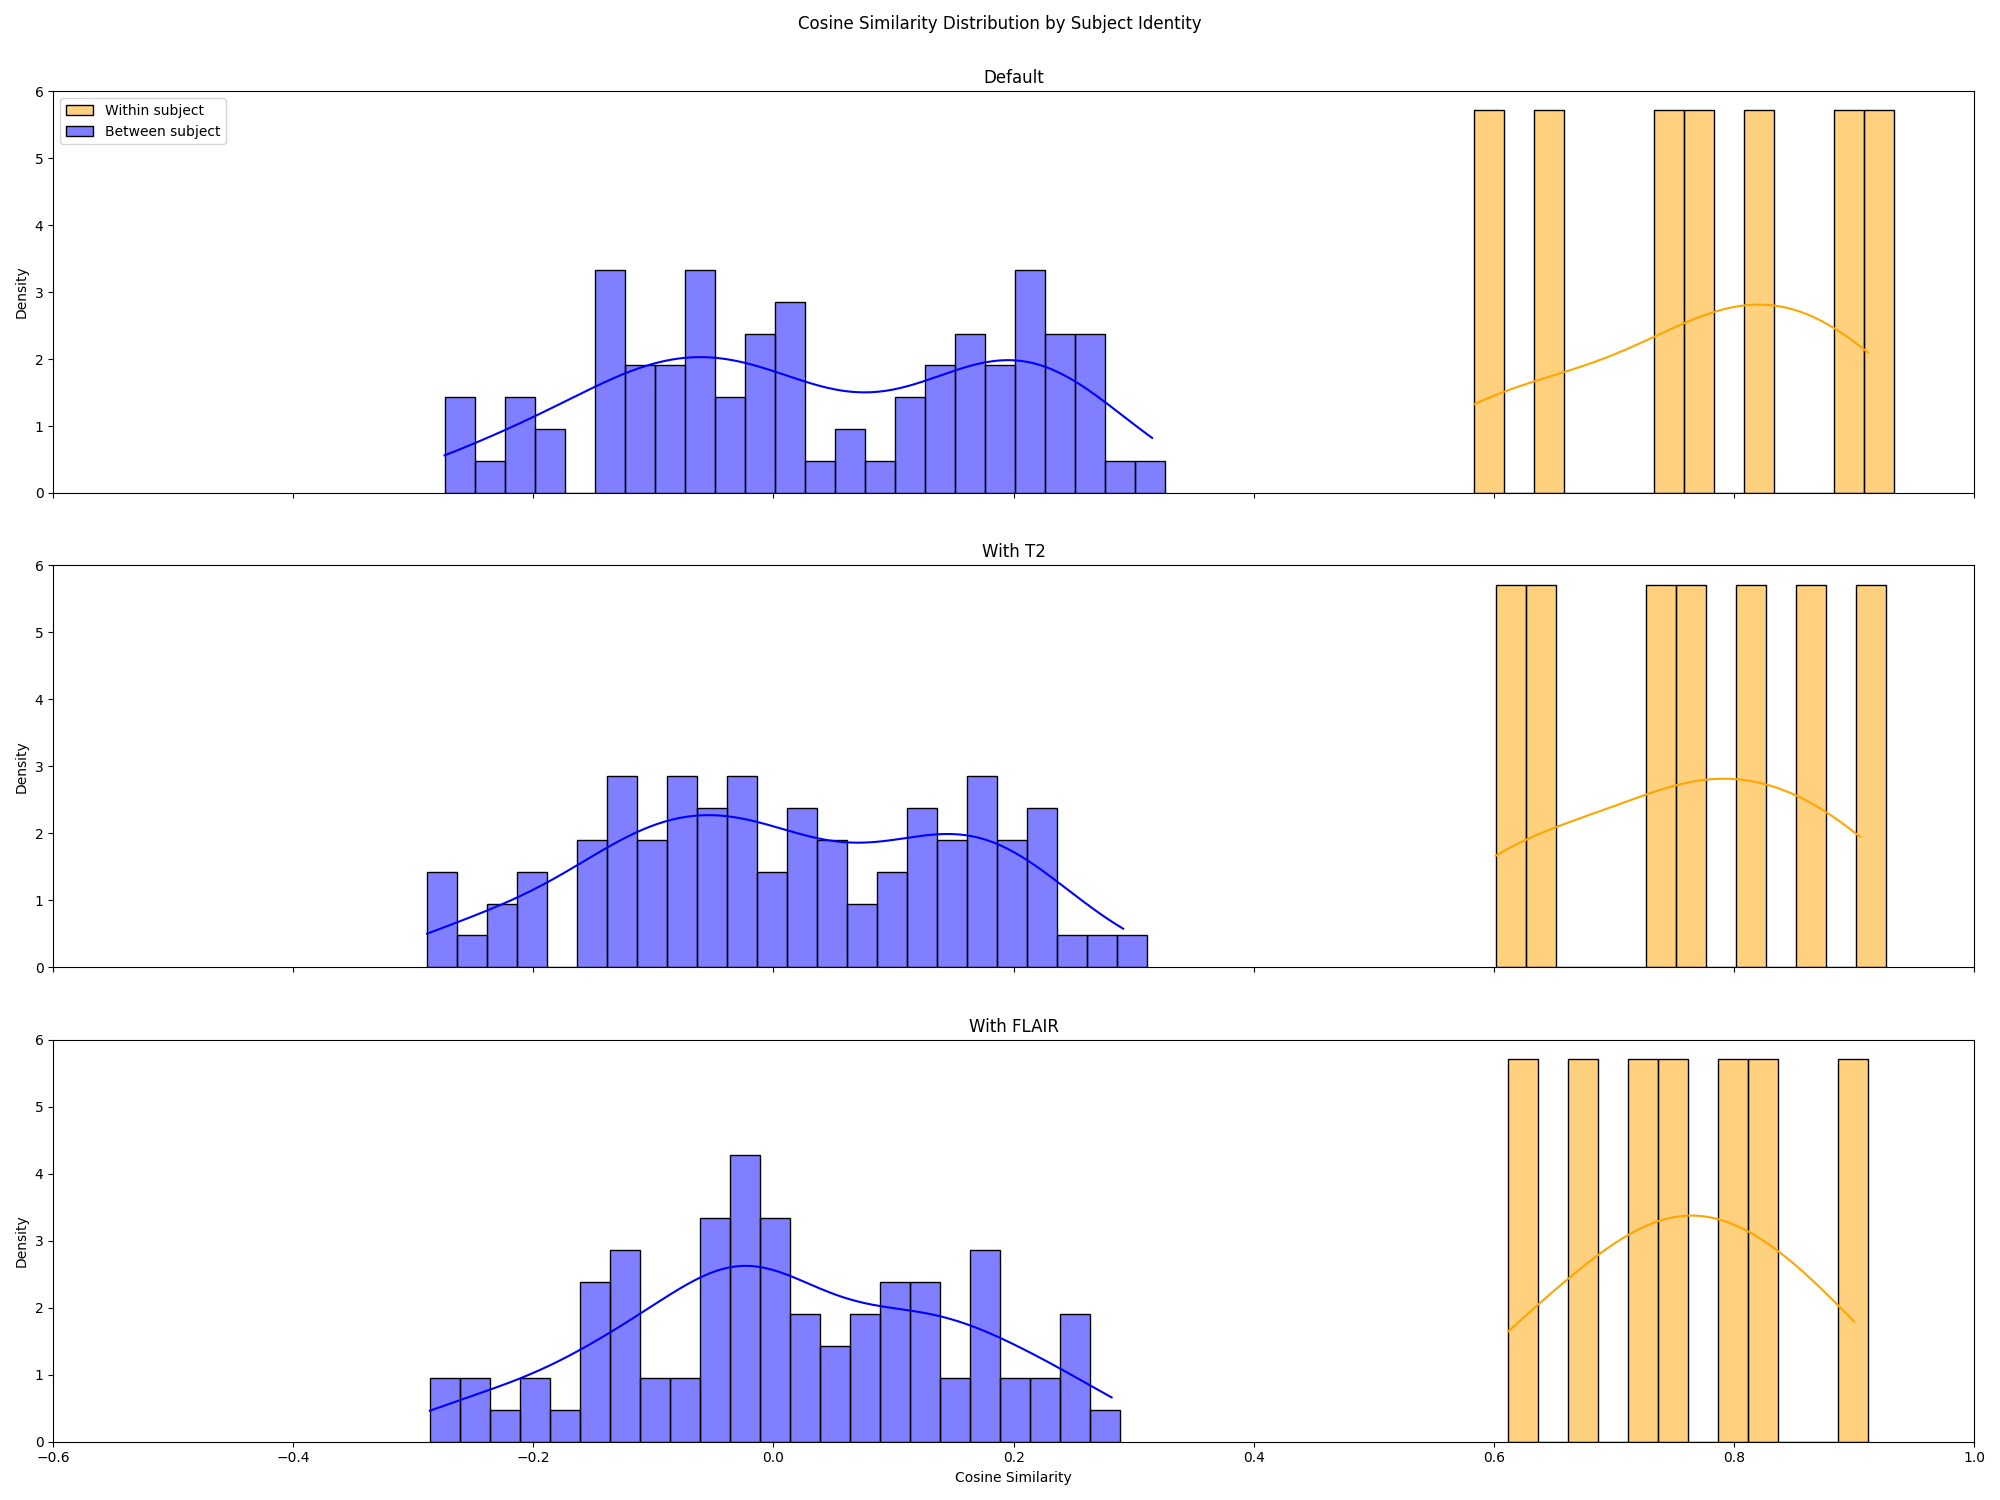 Cosine Similarity Distribution by Subject Identity
Default
Within subject
Between subject
6
5
4
3
2
1
0
Density
With T2
6
5
4
3
2
1
0
Density
With FLAIR
6
5
4
3
2
1
0
Density
−0.6 −0.4 −0.2 0.0 0.2 0.4 0.6 0.8 1.0
Cosine Similarity